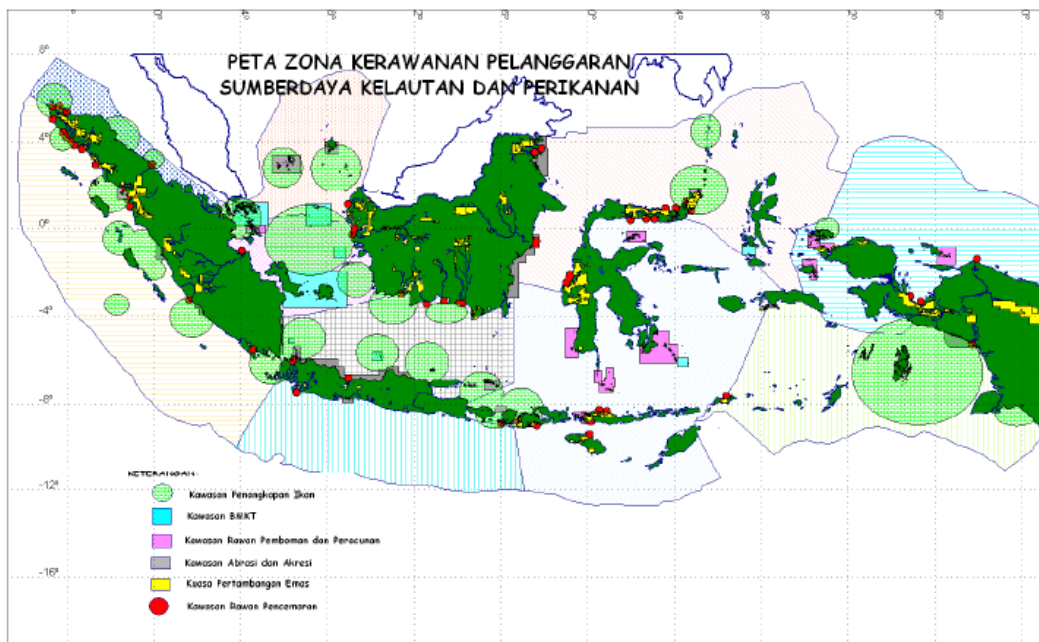 PETA ZONA KERAWANAN PELANGGARAN
SUMBERDAYA KELAUTAN DAN PERIKANAN
8°
4°
0°
-4°
-8°
-12°
-16°
KETERANGAN:
Kawasan Penangkapan Ikan
Kawasan BMKT
Kawasan Rawan Pemboman dan Peracunan
Kawasan Abrasi dan Akresi
Kuasa Pertambangan Emas
Kawasan Rawan Pencemaran